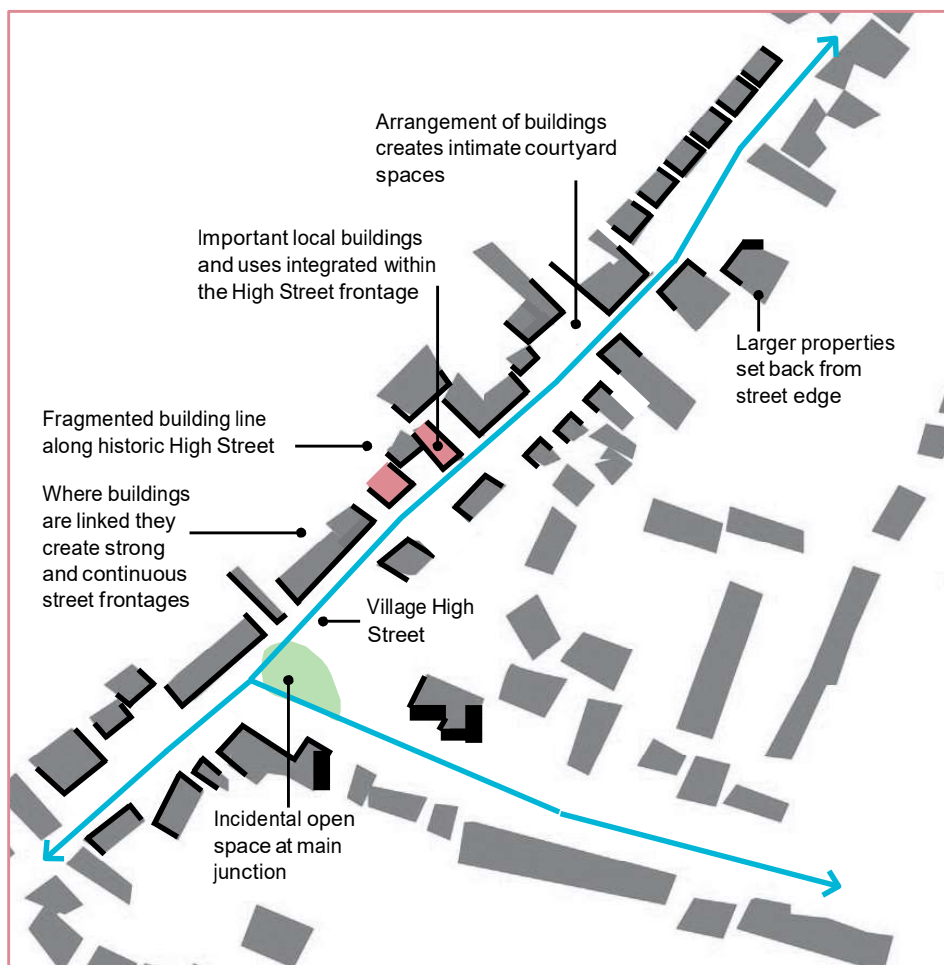 Arrangement of buildings
creates intimate courtyard
spaces
Important local buildings
and uses integrated within
the High Street frontage
Larger properties
set back from
street edge
Fragmented building line
along historic High Street
Where buildings
are linked they
create strong
and continuous
street frontages
Village High
Street
Incidental open
space at main
junction